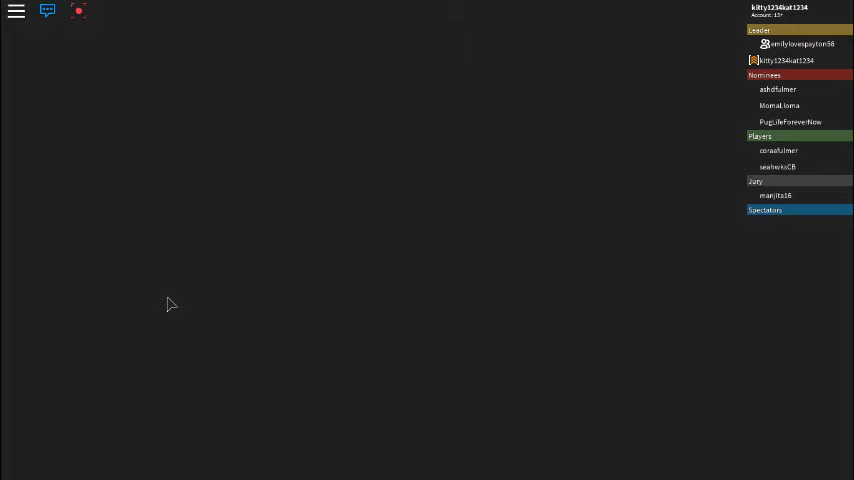 kitty1234kat1234
Account: 13+
Leader
emilylovespayton56
kitty1234kat1234
Nominees
ashdfulmer
MomaLloma
PugLifeForeverNow
Players
coraafulmer
seahwksCB
Jury
manjita16
Spectators